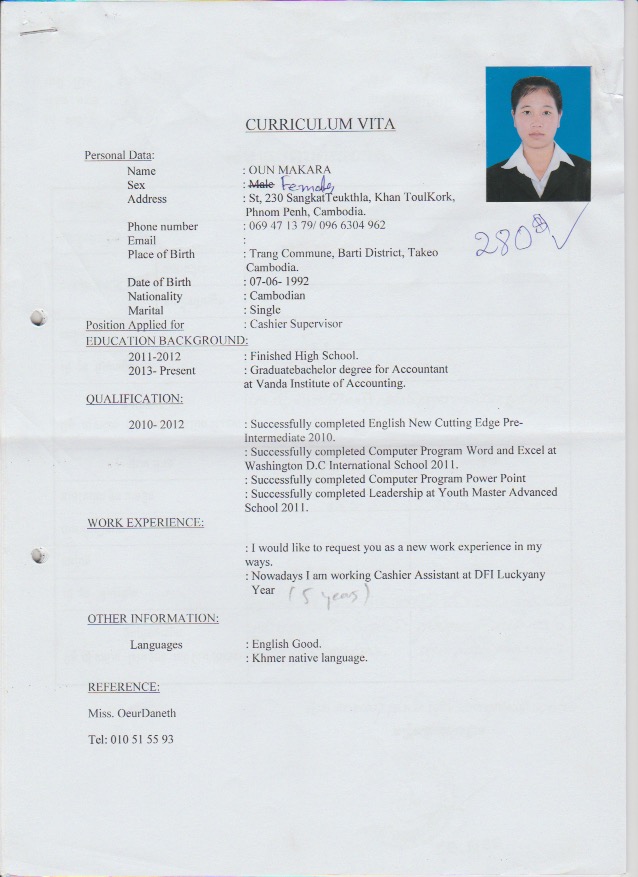 CURRICULUM VITA
Personal Data:
Name : OUN MAKARA
Sex : Male Female
Address : St, 230 SangkatTeukthla, Khan ToulKork,
Phnom Penh, Cambodia.
Phone number : 069 47 13 79/ 096 6304 962
Email :
Place of Birth : Trang Commune, Barti District, Takeo
Cambodia.
280$
Date of Birth : 07-06- 1992
Nationality : Cambodian
Marital : Single
Position Applied for : Cashier Supervisor
EDUCATION BACKGROUND:
2011-2012 : Finished High School.
2013- Present : Graduatebachelor degree for Accountant
at Vanda Institute of Accounting.
QUALIFICATION:
2010- 2012 : Successfully completed English New Cutting Edge Pre-
Intermediate 2010.
: Successfully completed Computer Program Word and Excel at
Washington D.C International School 2011.
: Successfully completed Computer Program Power Point
: Successfully completed Leadership at Youth Master Advanced
School 2011.
WORK EXPERIENCE:
: I would like to request you as a new work experience in my
ways.
: Nowadays I am working Cashier Assistant at DFI Luckyany
Year (5 years)
OTHER INFORMATION:
Languages : English Good.
: Khmer native language.
REFERENCE:
Miss. OeurDaneth
Tel: 010 51 55 93